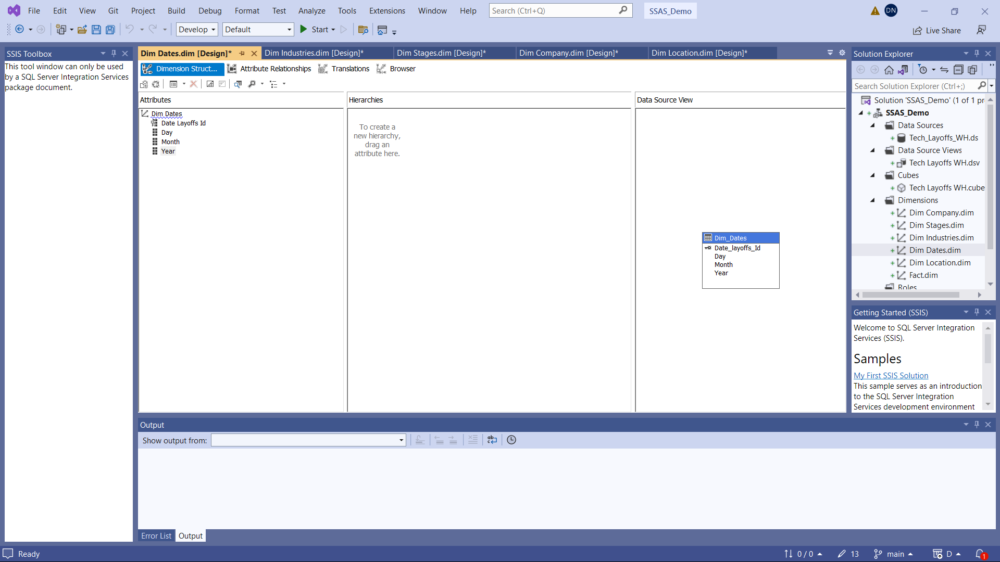 File Edit View Git Project Build Debug Format Test Analyze Tools Extensions Window Help Search (Ctrl+Q) SSAS_Demo DN
Develop Default Start Live Share
SSIS Toolbox
This tool window can only be used
by a SQL Server Integration Services
package document.
Dim Dates.dim [Design]* Dim Industries.dim [Design]* Dim Stages.dim [Design]* Dim Company.dim [Design]* Dim Location.dim [Design]*
Dimension Struct... Attribute Relationships Translations Browser
Attributes
Dim Dates
Date Layoffs Id
Day
Month
Year
Hierarchies
To create a
new hierarchy,
drag an
attribute here.
Data Source View
Dim_Dates
Date_layoffs_Id
Day
Month
Year
Solution Explorer
Search Solution Explorer (Ctrl+;)
Solution 'SSAS_Demo' (1 of 1 pr
SSAS_Demo
Data Sources
Tech_Layoffs_WH.ds
Data Source Views
Tech Layoffs WH.dsv
Cubes
Tech Layoffs WH.cube
Dimensions
Dim Company.dim
Dim Stages.dim
Dim Industries.dim
Dim Dates.dim
Dim Location.dim
Fact.dim
Roles
Getting Started (SSIS)
Welcome to SQL Server Integration
Services (SSIS).
Samples
My First SSIS Solution
This sample serves as an introduction
to the SQL Server Integration
Services development environment
Output
Show output from:
Error List Output
Ready 0 / 0 13 main D 1